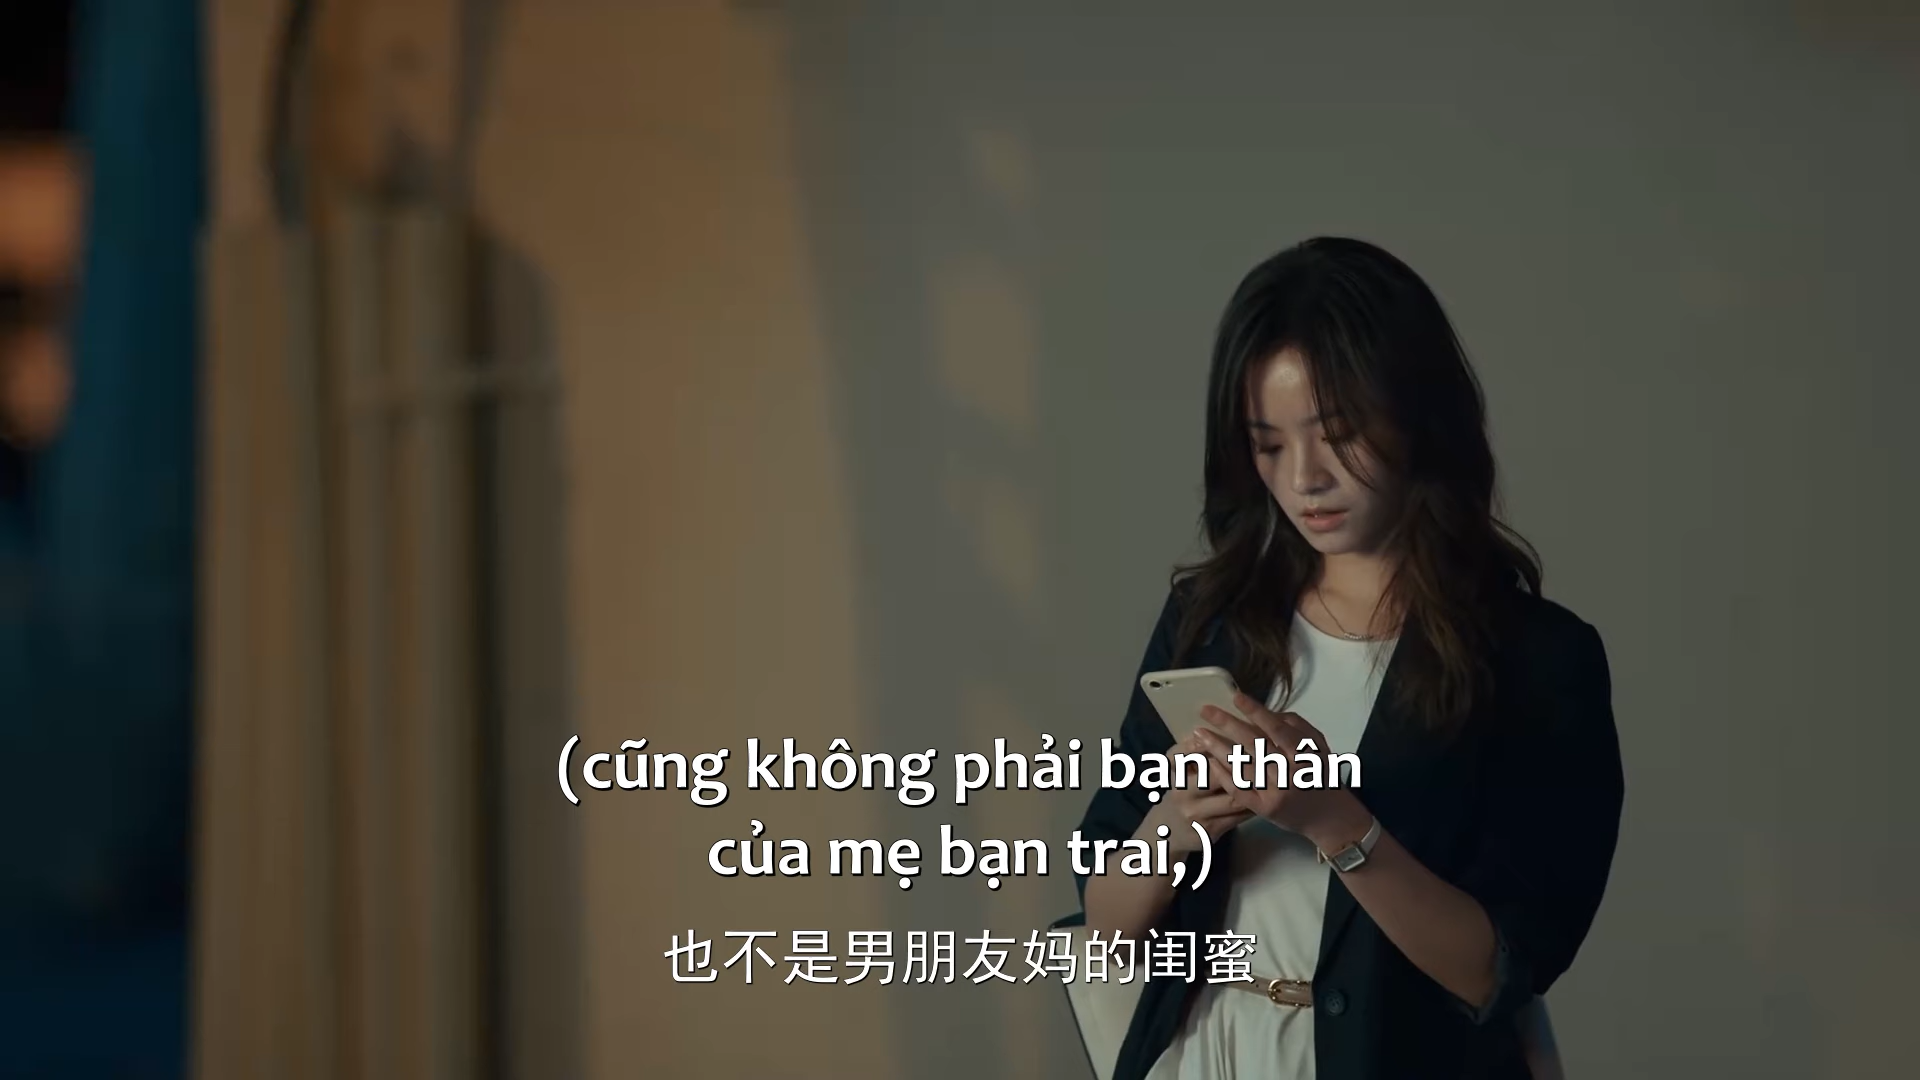 (cũng không phải bạn thân
của mẹ bạn trai,)
也不是男朋友妈的闺蜜